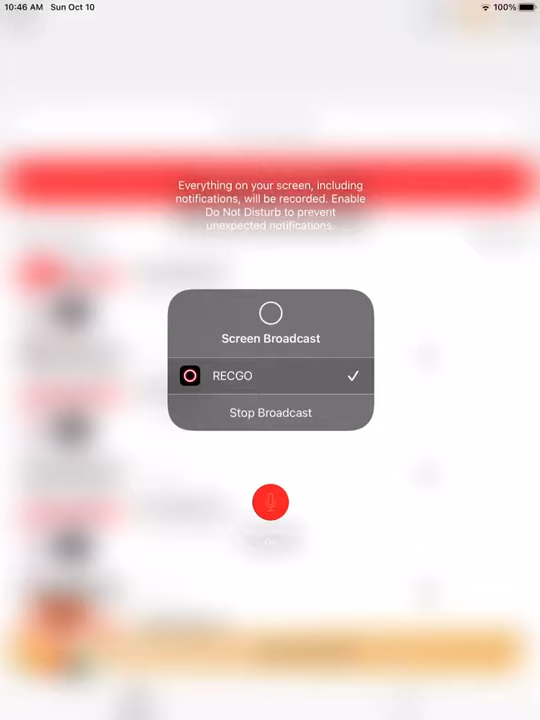 10:46 AM Sun Oct 10 100%
Everything on your screen, including
notifications, will be recorded. Enable
Do Not Disturb to prevent
unexpected notifications.
Screen Broadcast
RECGO
Stop Broadcast